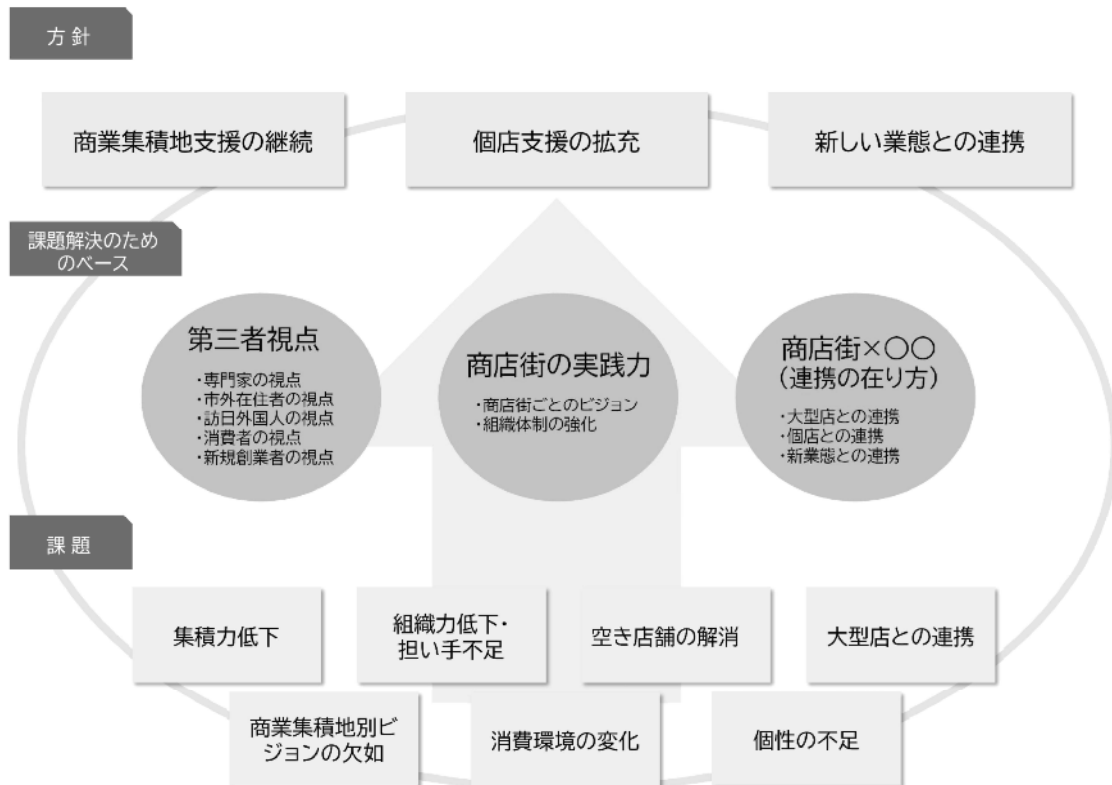 方針
商業集積地支援の継続
個店支援の拡充
新しい業態との連携
課題解決のため
のベース
第三者視点
・専門家の視点
・市外在住者の視点
・訪日外国人の視点
・消費者の視点
・新規創業者の視点
商店街の実践力
・商店街ごとのビジョン
・組織体制の強化
商店街×〇〇
（連携の在り方）
・大型店との連携
・個店との連携
・新業態との連携
課題
集積力低下
組織力低下・
担い手不足
空き店舗の解消
大型店との連携
商業集積地別ビ
ジョンの欠如
消費環境の変化
個性の不足